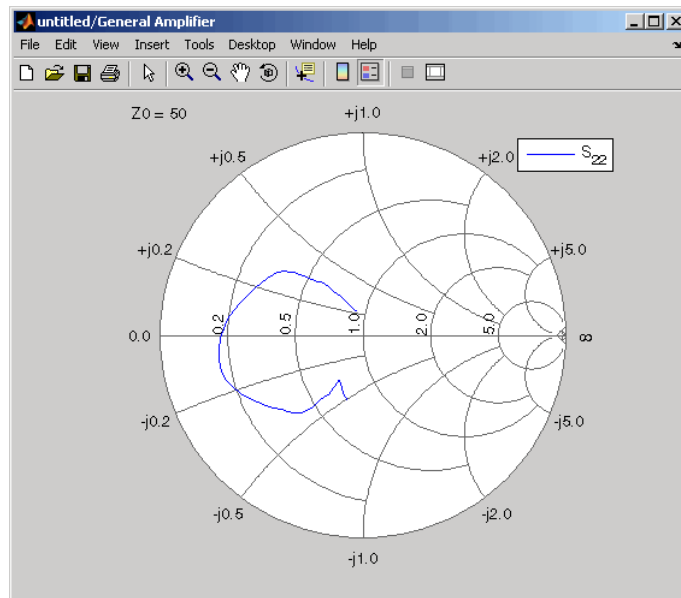 untitled/General Amplifier
File Edit View Insert Tools Desktop Window Help
Z0 = 50
+j1.0
+j0.5
+j2.0
S22
+j0.2
+j5.0
0.0
0.2
0.5
1.0
2.0
5.0
∞
-j0.2
-j5.0
-j0.5
-j2.0
-j1.0